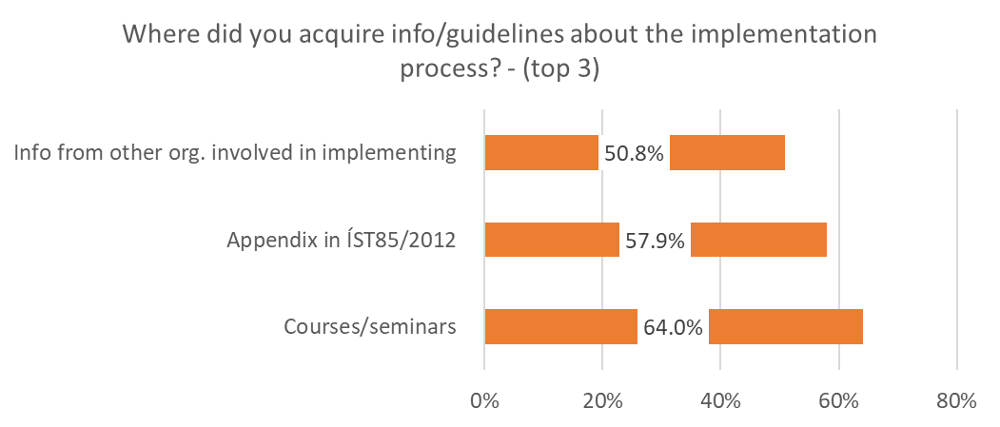 Where did you acquire info/guidelines about the implementation
process? - (top 3)
Info from other org. involved in implementing
50.8%
Appendix in ÍST85/2012
57.9%
Courses/seminars
64.0%
0%
20%
40%
60%
80%